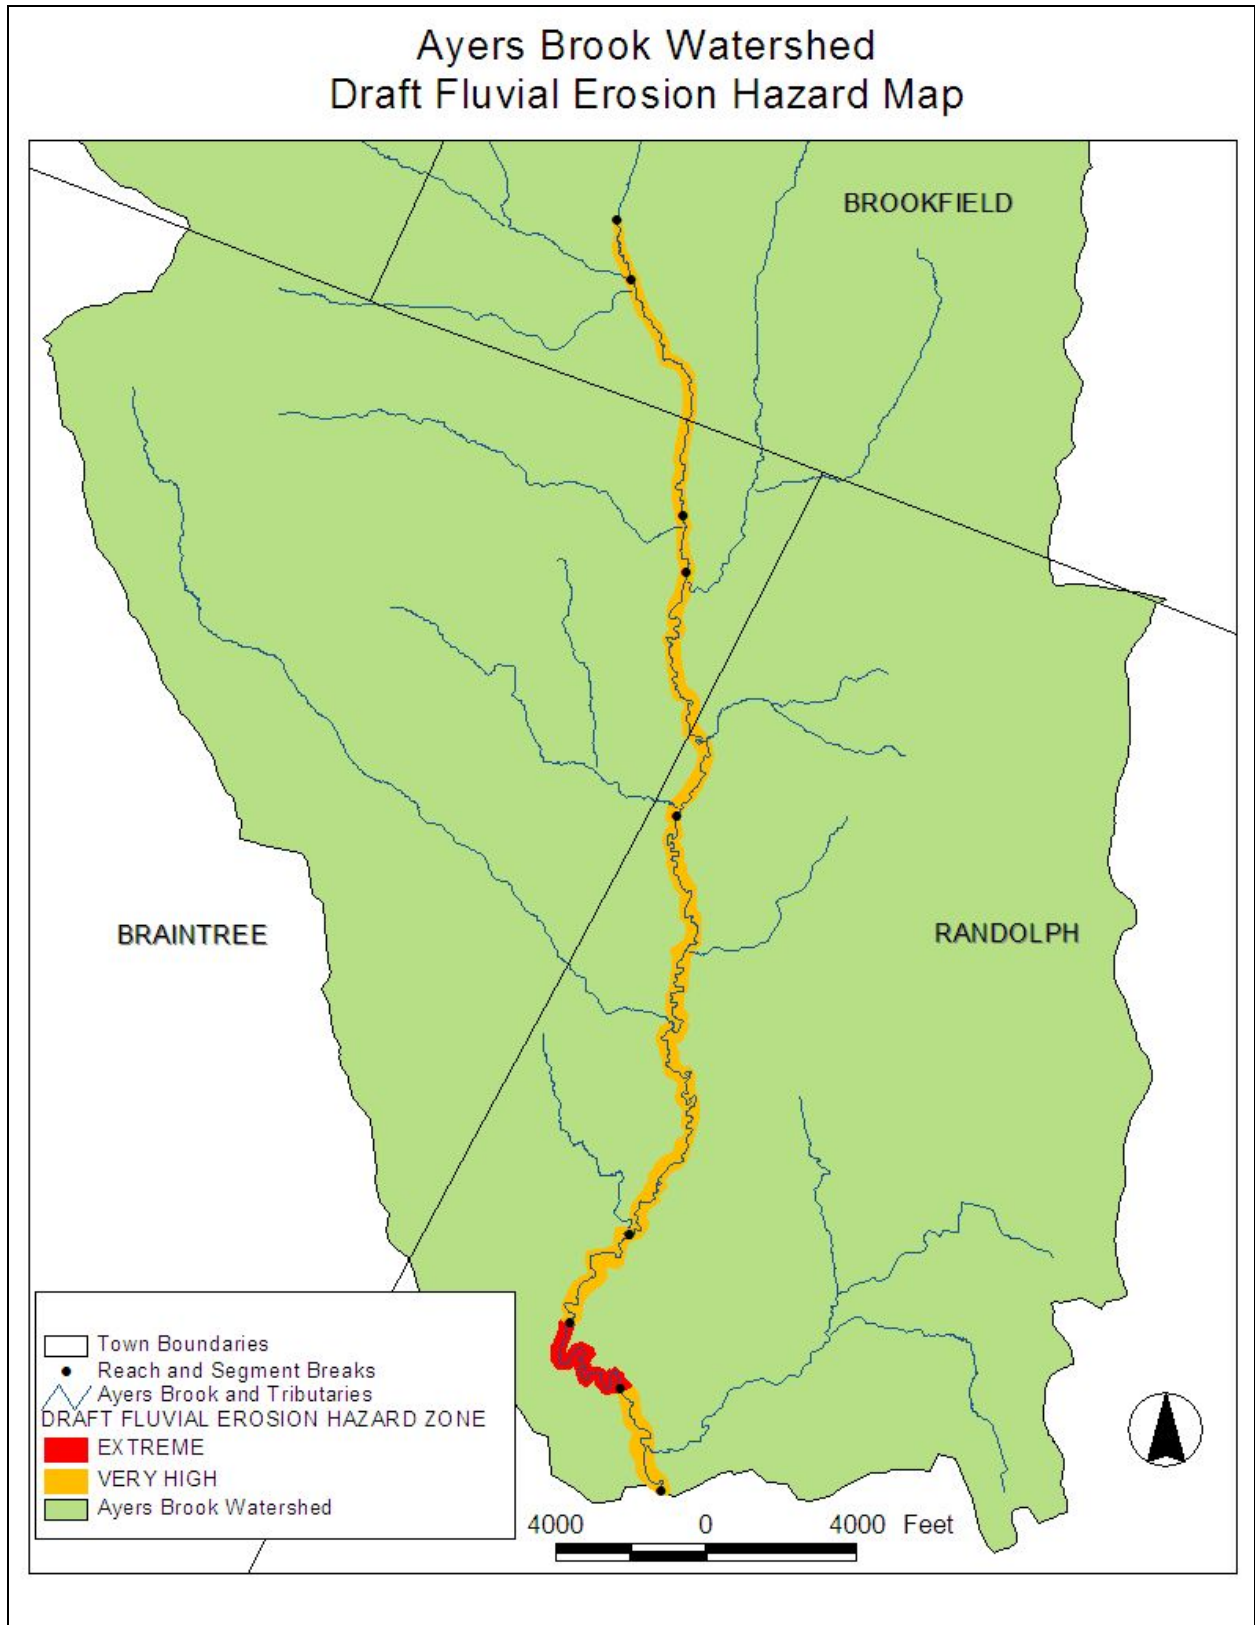 Ayers Brook Watershed
Draft Fluvial Erosion Hazard Map
BROOKFIELD
BRAINTREE
RANDOLPH
Town Boundaries
Reach and Segment Breaks
Ayers Brook and Tributaries
DRAFT FLUVIAL EROSION HAZARD ZONE
EXTREME
VERY HIGH
Ayers Brook Watershed
4000 0 4000 Feet